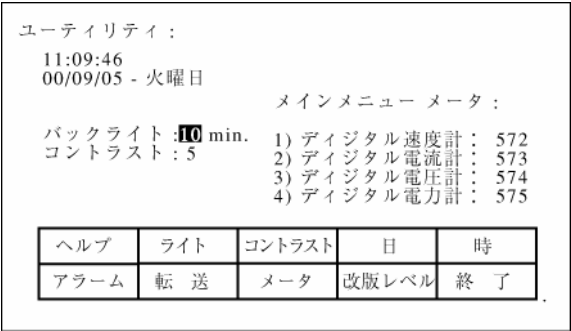 ユーティリティ :
11:09:46
00/09/05 - 火曜日
メインメニュー メータ :
バックライト :10 min.
コントラスト : 5
1) ディジタル速度計 : 572
2) ディジタル電流計 : 573
3) ディジタル電圧計 : 574
4) ディジタル電力計 : 575
ヘルプ ライト コントラスト 日 時
アラーム 転 送 メータ 改版レベル 終 了
.